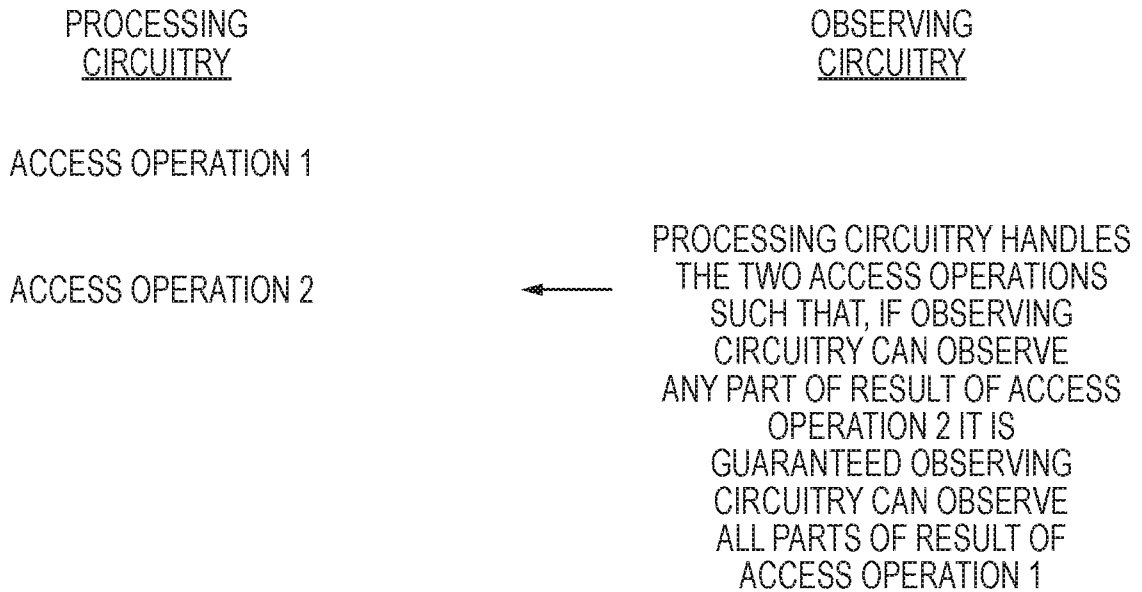 PROCESSING
CIRCUITRY
OBSERVING
CIRCUITRY
ACCESS OPERATION 1
ACCESS OPERATION 2
PROCESSING CIRCUITRY HANDLES
THE TWO ACCESS OPERATIONS
SUCH THAT, IF OBSERVING
CIRCUITRY CAN OBSERVE
ANY PART OF RESULT OF ACCESS
OPERATION 2 IT IS
GUARANTEED OBSERVING
CIRCUITRY CAN OBSERVE
ALL PARTS OF RESULT OF
ACCESS OPERATION 1